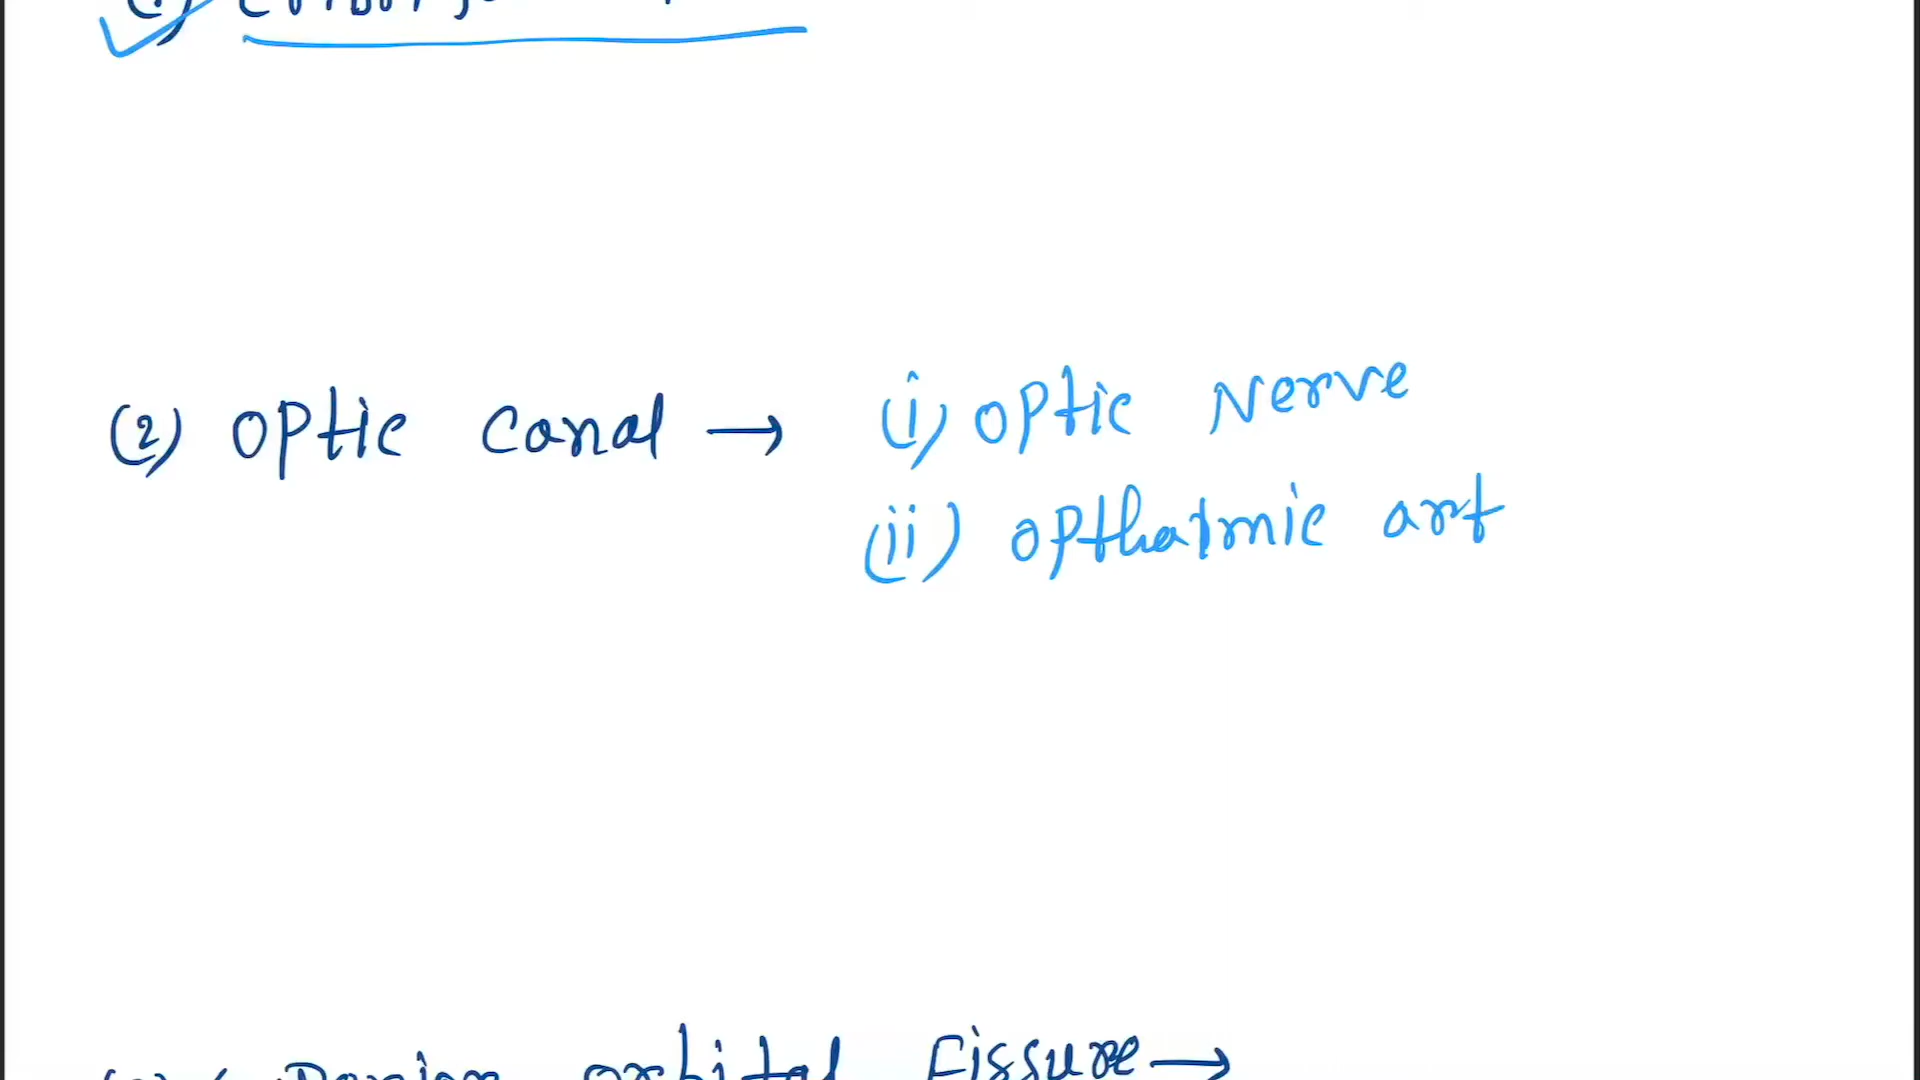 (2) Optic Canal → (i) Optic Nerve
(ii) Opthalmic art
orbital Fissure →